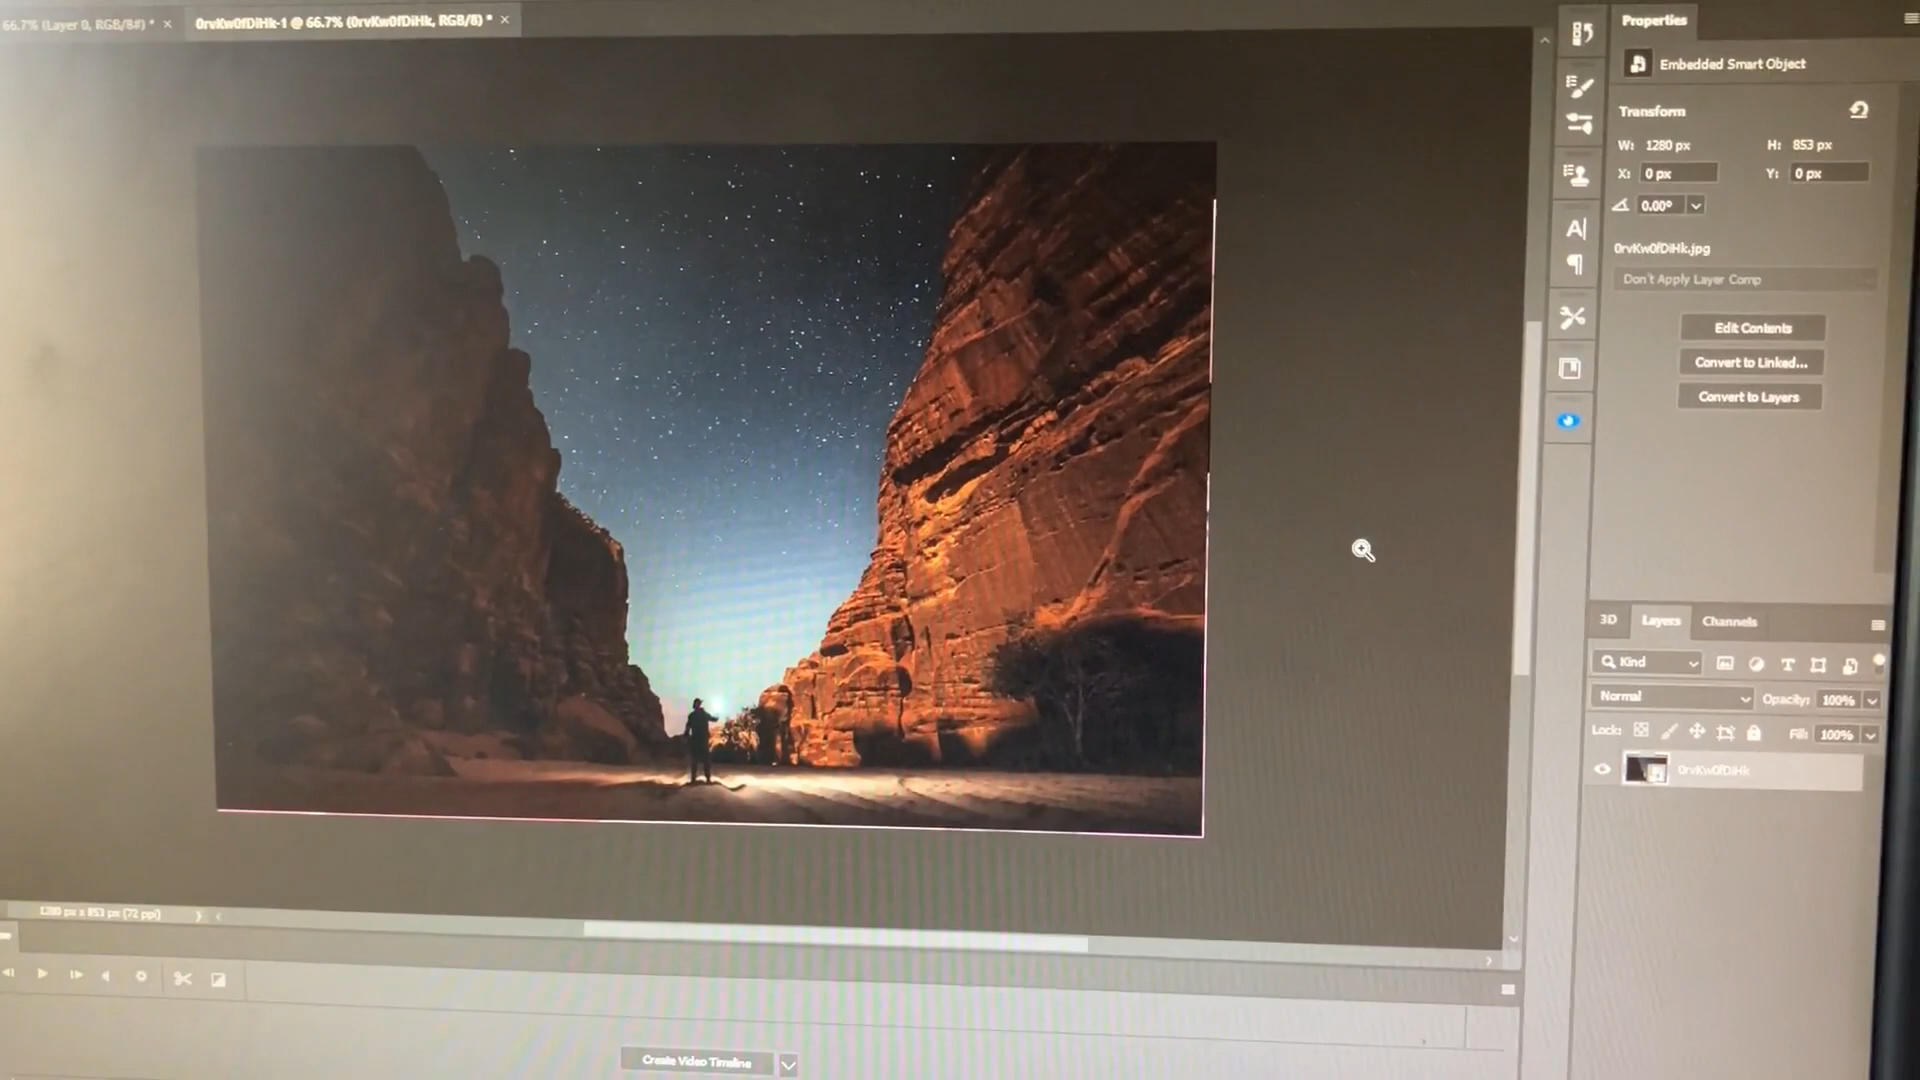 66.7% (Layer 0, RGB/8#) * ×
0rvKw0fDiHk-1 @ 66.7% (0rvKw0fDiHk, RGB/8) * ×
Properties
Embedded Smart Object
Transform
W: 1280 px H: 853 px
X: 0 px Y: 0 px
0.00°
0rvKw0fDiHk.jpg
Don't Apply Layer Comp
Edit Contents
Convert to Linked...
Convert to Layers
3D Layers Channels
Kind
Normal Opacity: 100%
Lock: Fill: 100%
0rvKw0fDiHk
1280 px x 853 px (72 ppi)
Create Video Timeline